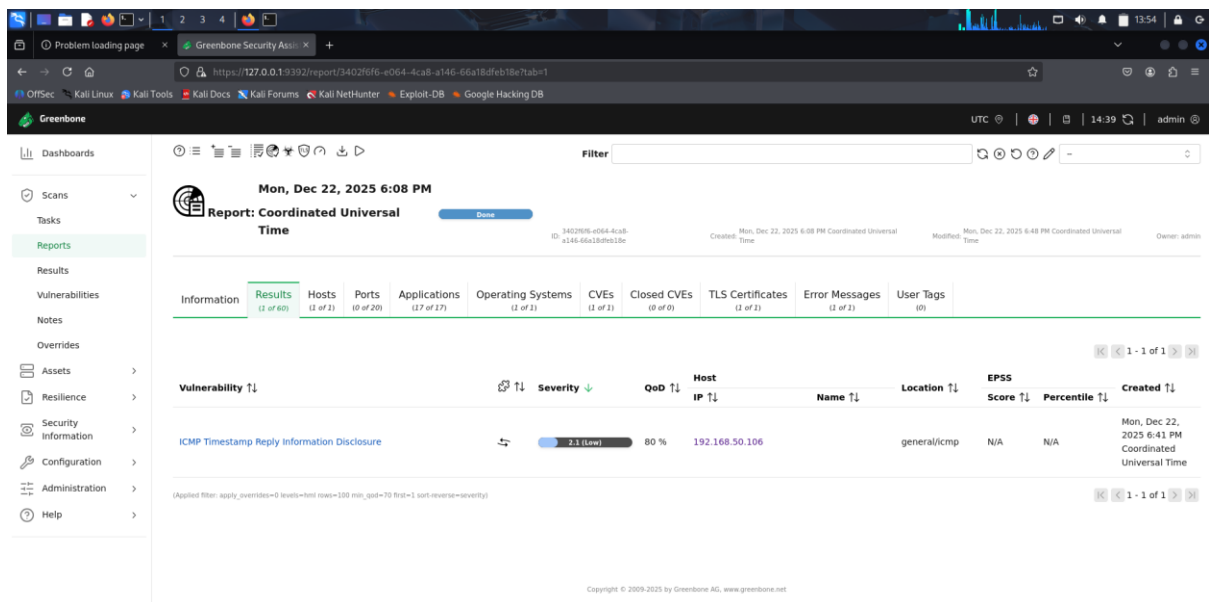 1 2 3 4 13:54
Problem loading page Greenbone Security Assis
https://127.0.0.1:9392/report/3402f6f6-e064-4ca8-a146-66a18dfeb18e?tab=1
OffSec Kali Linux Kali Tools Kali Docs Kali Forums Kali NetHunter Exploit-DB Google Hacking DB
Greenbone UTC 14:39 admin
Dashboards
Scans
Tasks
Reports
Results
Vulnerabilities
Notes
Overrides
Assets
Resilience
Security
Information
Configuration
Administration
Help
Filter
Report: Mon, Dec 22, 2025 6:08 PM
Coordinated Universal
Time
Done
ID: 3402f6f6-e064-4ca8-
a146-66a18dfeb18e
Created: Mon, Dec 22, 2025 6:08 PM Coordinated Universal
Time
Modified: Mon, Dec 22, 2025 6:48 PM Coordinated Universal
Time
Owner: admin
Information Results Hosts Ports Applications Operating Systems CVEs Closed CVEs TLS Certificates Error Messages User Tags
(1 of 60) (1 of 1) (0 of 20) (17 of 17) (1 of 1) (1 of 1) (0 of 0) (1 of 1) (1 of 1) (0)
1 - 1 of 1
Vulnerability Severity QoD Host Location EPSS Created
IP Name Score Percentile
ICMP Timestamp Reply Information Disclosure 2.1 (Low) 80 % 192.168.50.106 general/icmp N/A N/A Mon, Dec 22,
2025 6:41 PM
Coordinated
Universal Time
(Applied filter: apply_overrides=0 levels=hml rows=100 min_qod=70 first=1 sort-reverse=severity)
1 - 1 of 1
Copyright © 2009-2025 by Greenbone AG, www.greenbone.net